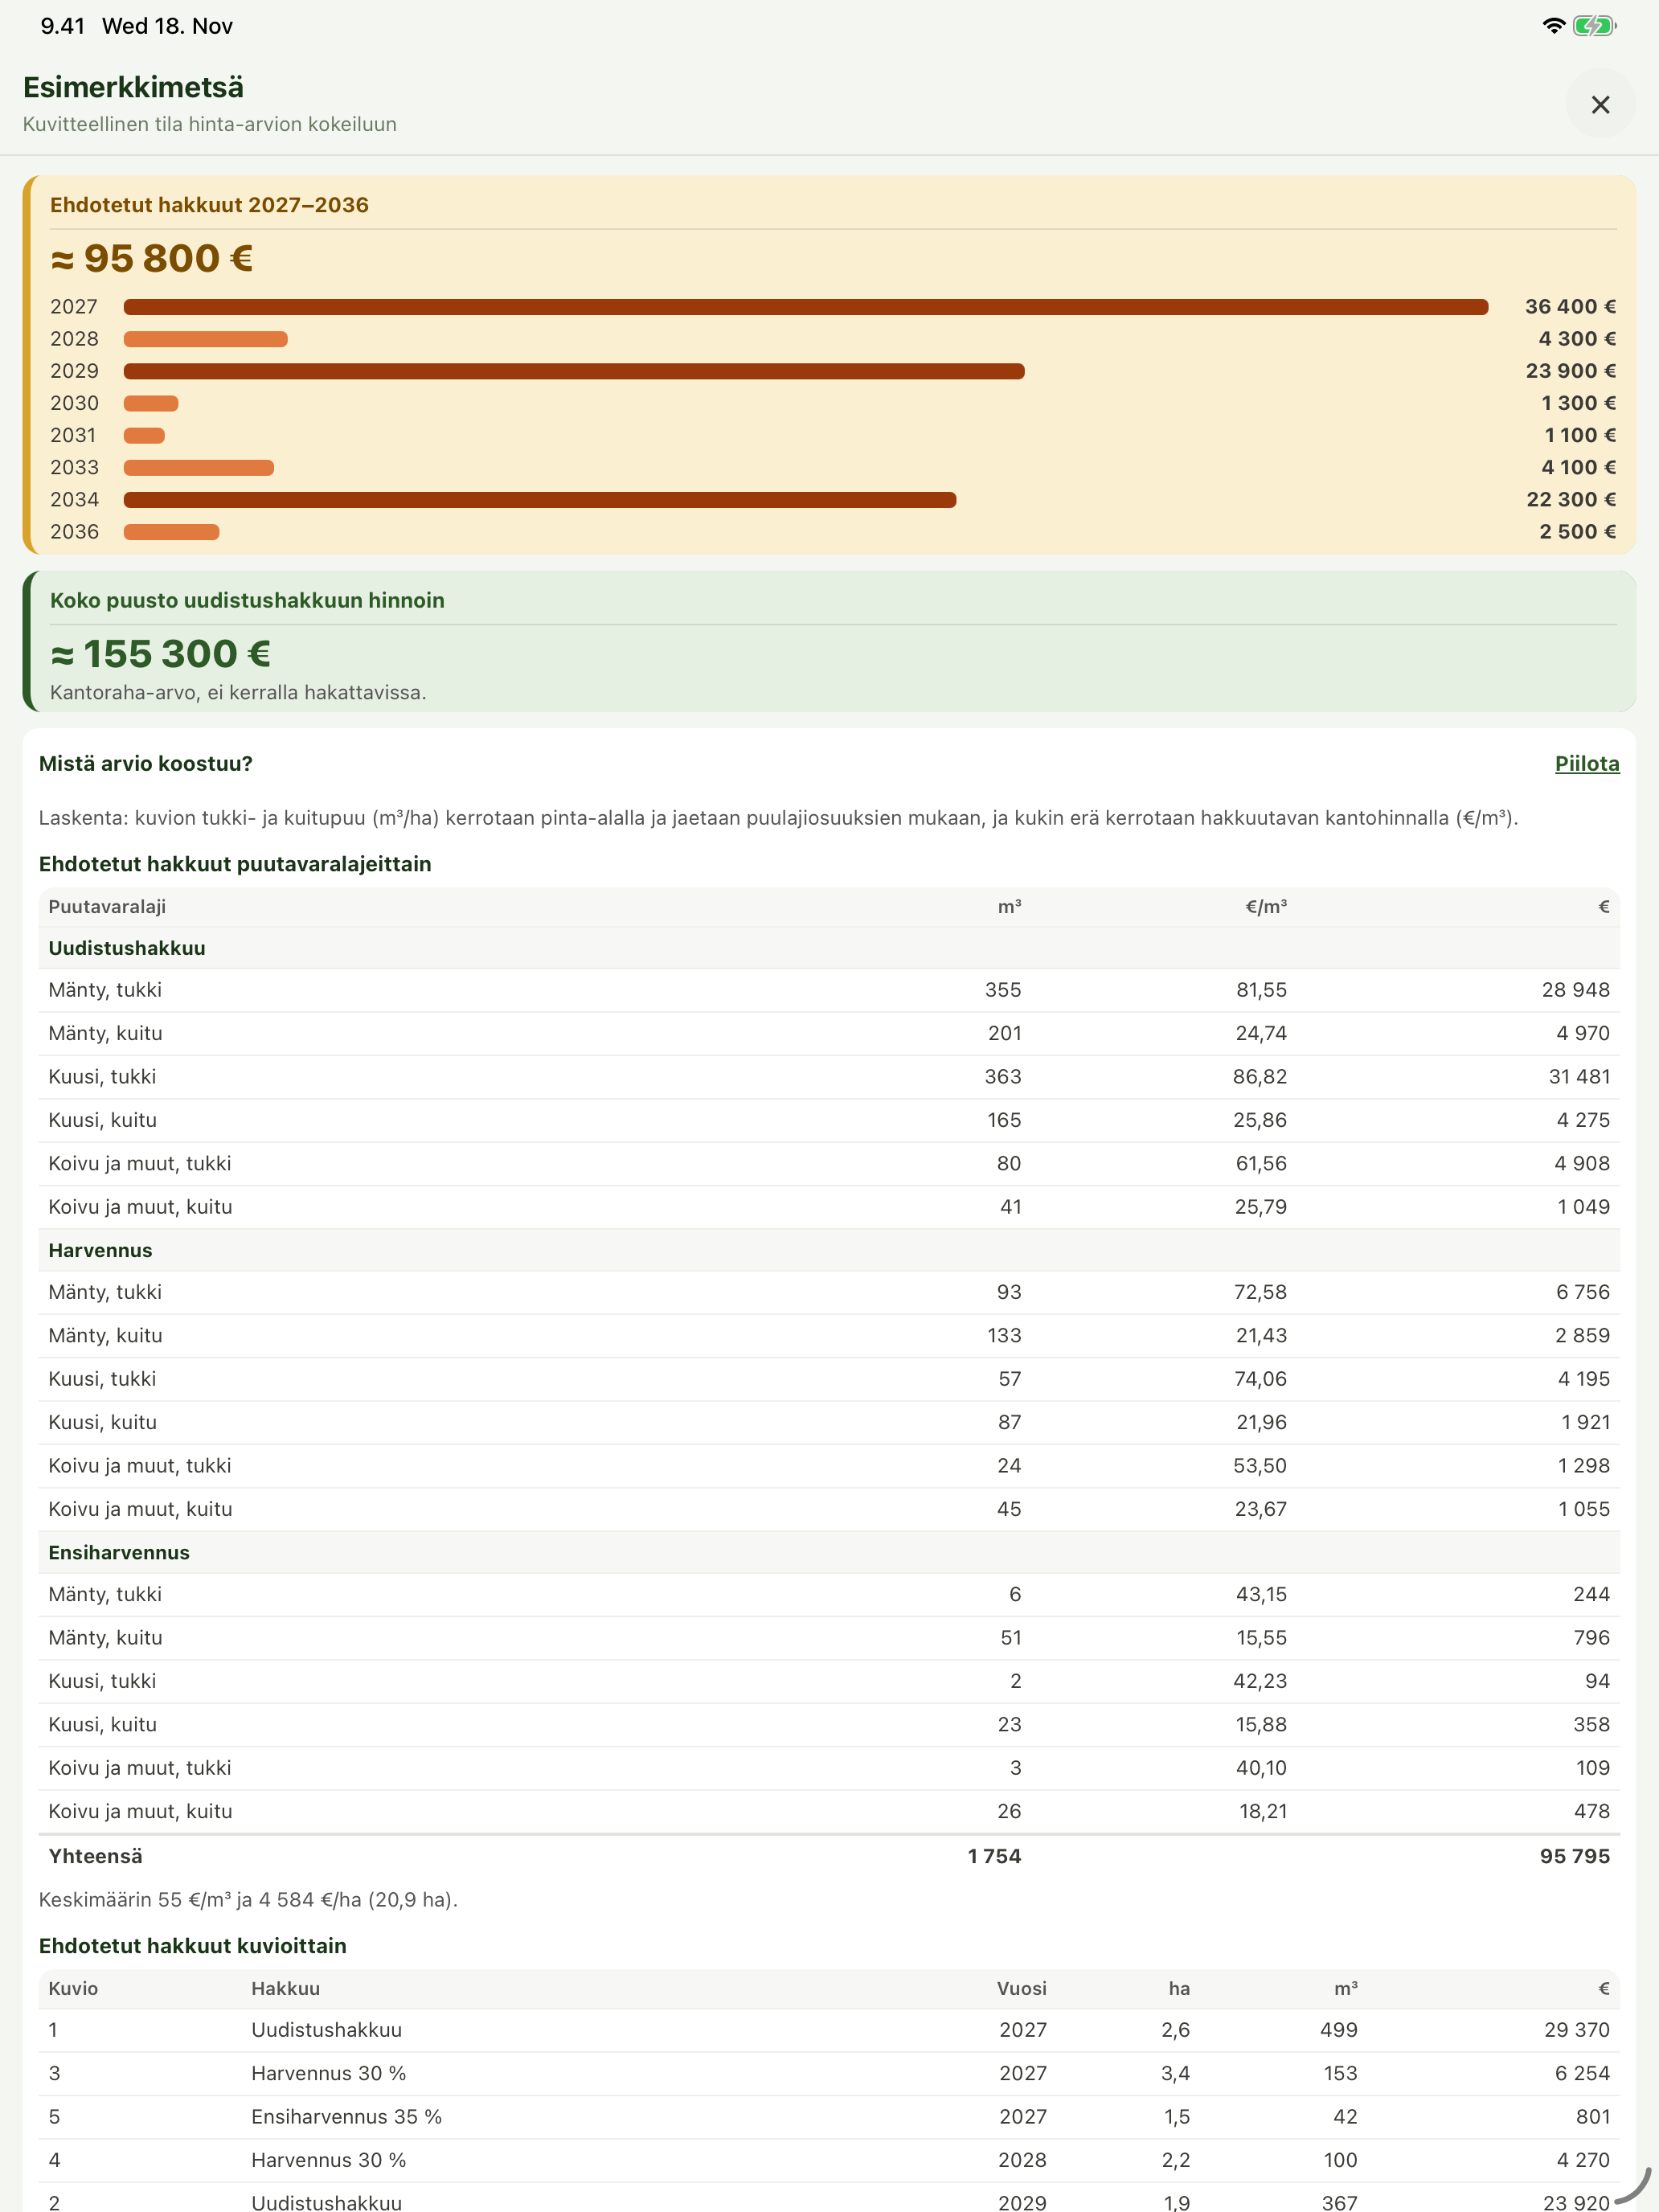 9.41 Wed 18. Nov
Esimerkkimetsä
Kuvitteellinen tila hinta-arvion kokeiluun
Ehdotetut hakkuut 2027–2036
≈ 95 800 €
2027 36 400 €
2028 4 300 €
2029 23 900 €
2030 1 300 €
2031 1 100 €
2033 4 100 €
2034 22 300 €
2036 2 500 €
Koko puusto uudistushakkuun hinnoin
≈ 155 300 €
Kantoraha-arvo, ei kerralla hakattavissa.
Mistä arvio koostuu? Piilota
Laskenta: kuvion tukki- ja kuitupuu (m³/ha) kerrotaan pinta-alalla ja jaetaan puulajiosuuksien mukaan, ja kukin erä kerrotaan hakkuutavan kantohinnalla (€/m³).
Ehdotetut hakkuut puutavaralajeittain
Puutavaralaji m³ €/m³ €
Uudistushakkuu
Mänty, tukki 355 81,55 28 948
Mänty, kuitu 201 24,74 4 970
Kuusi, tukki 363 86,82 31 481
Kuusi, kuitu 165 25,86 4 275
Koivu ja muut, tukki 80 61,56 4 908
Koivu ja muut, kuitu 41 25,79 1 049
Harvennus
Mänty, tukki 93 72,58 6 756
Mänty, kuitu 133 21,43 2 859
Kuusi, tukki 57 74,06 4 195
Kuusi, kuitu 87 21,96 1 921
Koivu ja muut, tukki 24 53,50 1 298
Koivu ja muut, kuitu 45 23,67 1 055
Ensiharvennus
Mänty, tukki 6 43,15 244
Mänty, kuitu 51 15,55 796
Kuusi, tukki 2 42,23 94
Kuusi, kuitu 23 15,88 358
Koivu ja muut, tukki 3 40,10 109
Koivu ja muut, kuitu 26 18,21 478
Yhteensä 1 754 95 795
Keskimäärin 55 €/m³ ja 4 584 €/ha (20,9 ha).
Ehdotetut hakkuut kuvioittain
Kuvio Hakkuu Vuosi ha m³ €
1 Uudistushakkuu 2027 2,6 499 29 370
3 Harvennus 30 % 2027 3,4 153 6 254
5 Ensiharvennus 35 % 2027 1,5 42 801
4 Harvennus 30 % 2028 2,2 100 4 270
2 Uudistushakkuu 2029 1,9 367 23 920